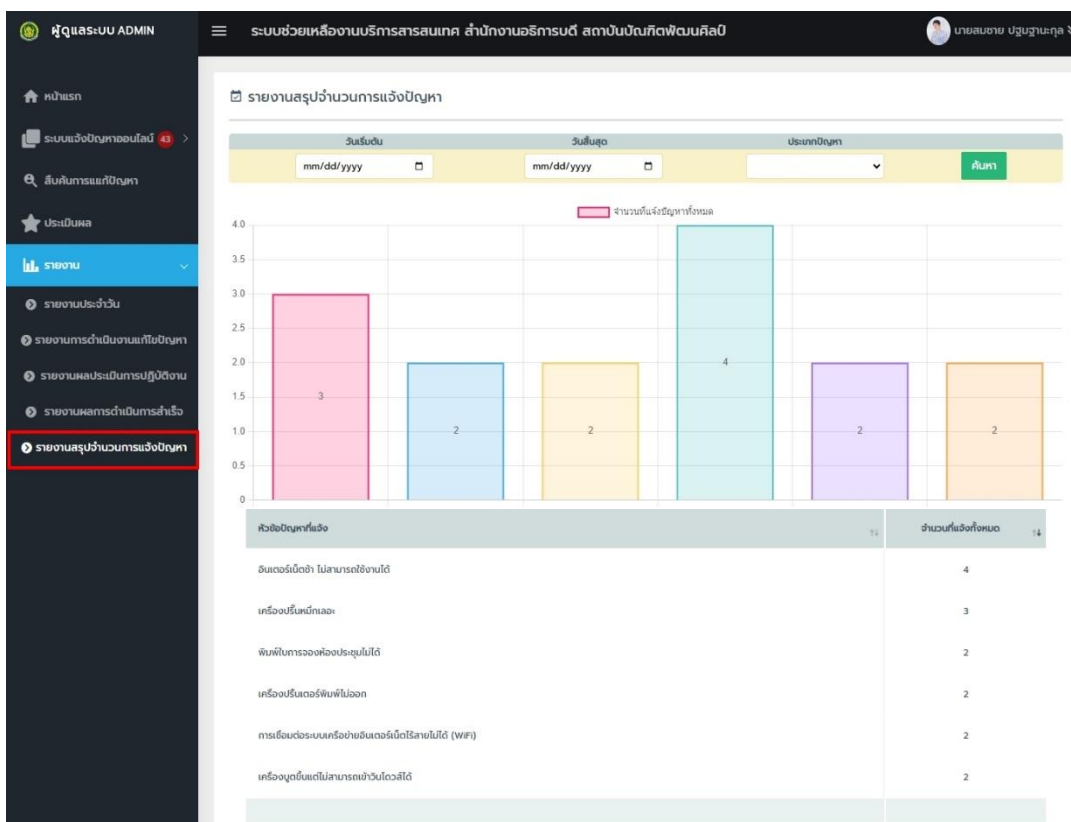 ผู้ดูแลระบบ ADMIN
ระบบช่วยเหลืองานบริการสารสนเทศ สำนักงานอธิการบดี สถาบันบัณฑิตพัฒนศิลป์
นายสมชาย ปฐมฐานะกุล
หน้าแรก
ระบบแจ้งปัญหาออนไลน์ 43
สืบค้นการแก้ปัญหา
ประเมินผล
รายงาน
รายงานประจำวัน
รายงานการดำเนินงานแก้ไขปัญหา
รายงานผลประเมินการปฏิบัติงาน
รายงานผลการดำเนินการสำเร็จ
รายงานสรุปจำนวนการแจ้งปัญหา
รายงานสรุปจำนวนการแจ้งปัญหา
วันเริ่มต้น วันสิ้นสุด ประเภทปัญหา
mm/dd/yyyy mm/dd/yyyy ค้นหา
จำนวนที่แจ้งปัญหาทั้งหมด
4.0
3.5
3.0
2.5
2.0
1.5
1.0
0.5
0
3 2 2 4 2 2
หัวข้อปัญหาที่แจ้ง จำนวนที่แจ้งทั้งหมด
อินเตอร์เน็ตช้า ไม่สามารถใช้งานได้ 4
เครื่องปริ้นหมึกเลอะ 3
พิมพ์ใบการจองห้องประชุมไม่ได้ 2
เครื่องปริ้นเตอร์พิมพ์ไม่ออก 2
การเชื่อมต่อระบบเครือข่ายอินเตอร์เน็ตไร้สายไม่ได้ (WiFi) 2
เครื่องบูตขึ้นแต่ไม่สามารถเข้าวินโดวส์ได้ 2